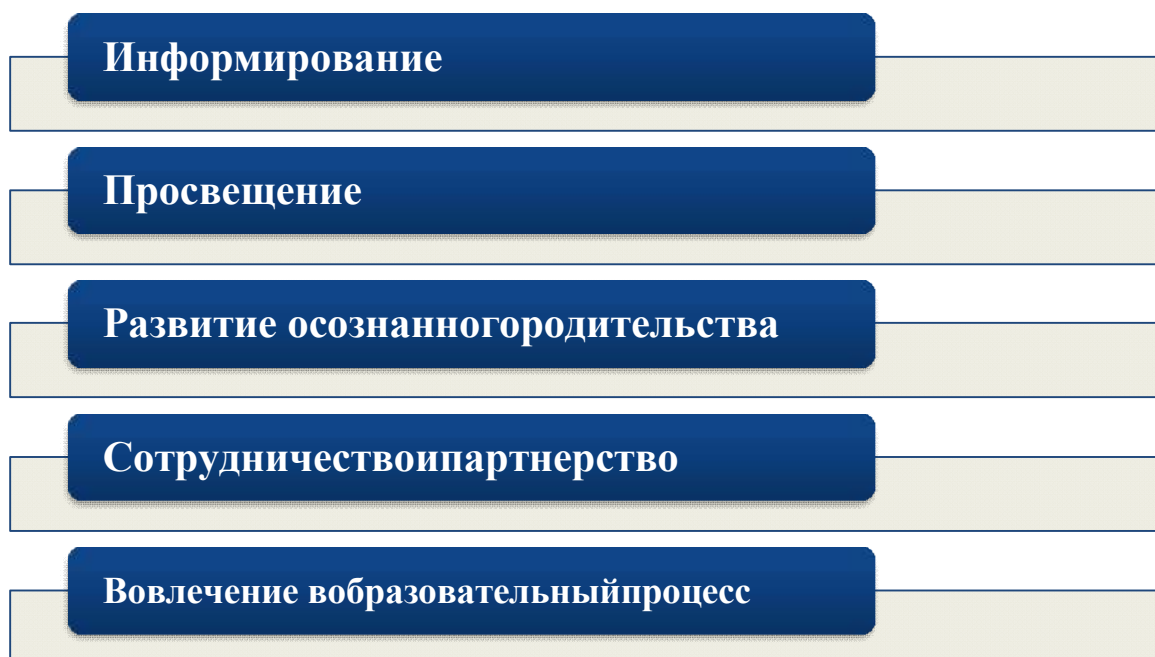 Информирование
Просвещение
Развитие осознанногородительства
Сотрудничествоипартнерство
Вовлечение вобразовательныйпроцесс